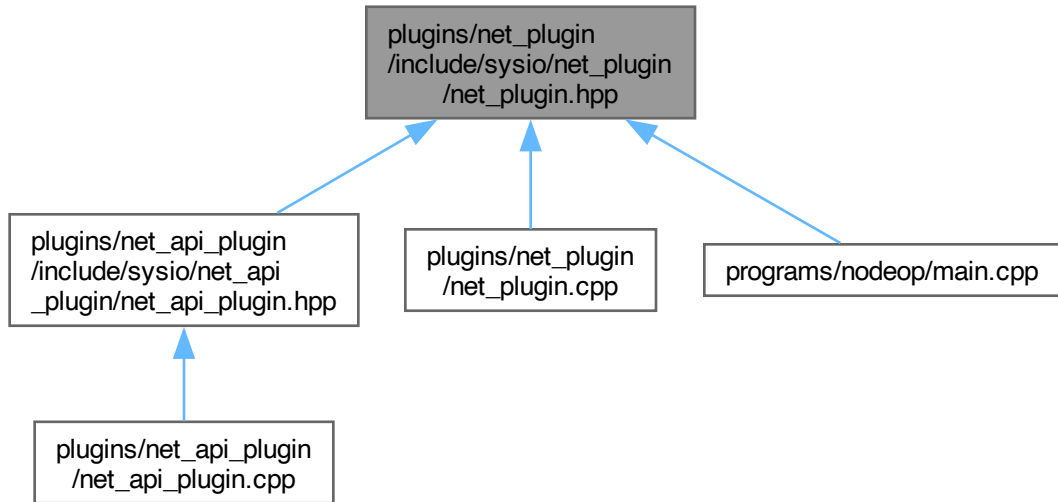 plugins/net_plugin
/include/sysio/net_plugin
/net_plugin.hpp
plugins/net_api_plugin
/include/sysio/net_api
_plugin/net_api_plugin.hpp
plugins/net_plugin
/net_plugin.cpp
programs/nodeop/main.cpp
plugins/net_api_plugin
/net_api_plugin.cpp